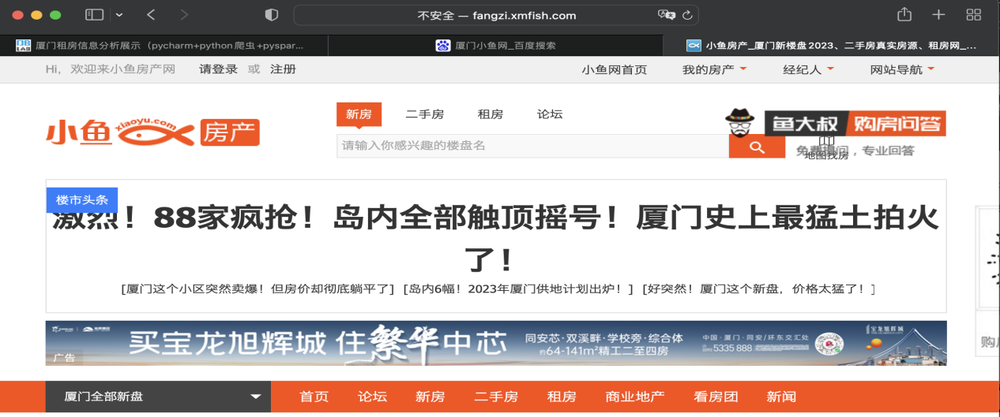 不安全 — fangzi.xmfish.com
厦门租房信息分析展示（pycharm+python爬虫+pyspar...
厦门小鱼网_百度搜索
小鱼房产_厦门新楼盘2023、二手房真实房源、租房网_...
Hi, 欢迎来小鱼房产网 请登录 或 注册
小鱼网首页 我的房产 经纪人 网站导航
小鱼 xiaoyu.com 房产
新房 二手房 租房 论坛
请输入你感兴趣的楼盘名
鱼大叔 购房问答
免费提问，专业回答
地图找房
楼市头条
激烈！88家疯抢！岛内全部触顶摇号！厦门史上最猛土拍火
了！
[厦门这个小区突然卖爆！但房价却彻底躺平了] [岛内6幅！2023年厦门供地计划出炉！] [好突然！厦门这个新盘，价格太猛了！]
买宝龙旭辉城 住繁华中芯
同安芯·双溪畔·学校旁·综合体
约64-141m²精工二至四房
中国·厦门·同安/环东交汇处
5335 888
宝龙旭辉城
广告
购房
厦门全部新盘 首页 论坛 新房 二手房 租房 商业地产 看房团 新闻